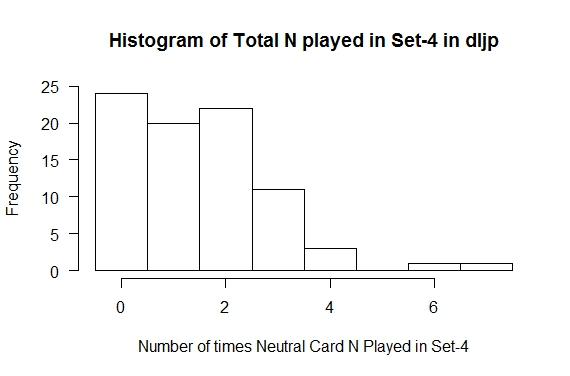 Histogram of Total N played in Set-4 in dljp
25
20
15
10
5
0
Frequency
0 2 4 6
Number of times Neutral Card N Played in Set-4